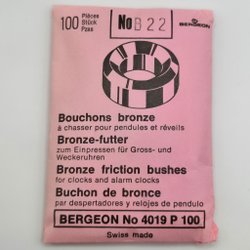 100 Pièces
Stück
Pzas
No B 22
BERGEON
Bouchons bronze
à chasser pour pendules et réveils
Bronze-futter
zum Einpressen für Gross- und
Weckeruhren
Bronze friction bushes
for clocks and alarm clocks
Buchon de bronce
par despertadores y relojes de pendulo
BERGEON No 4019 P 100
Swiss made